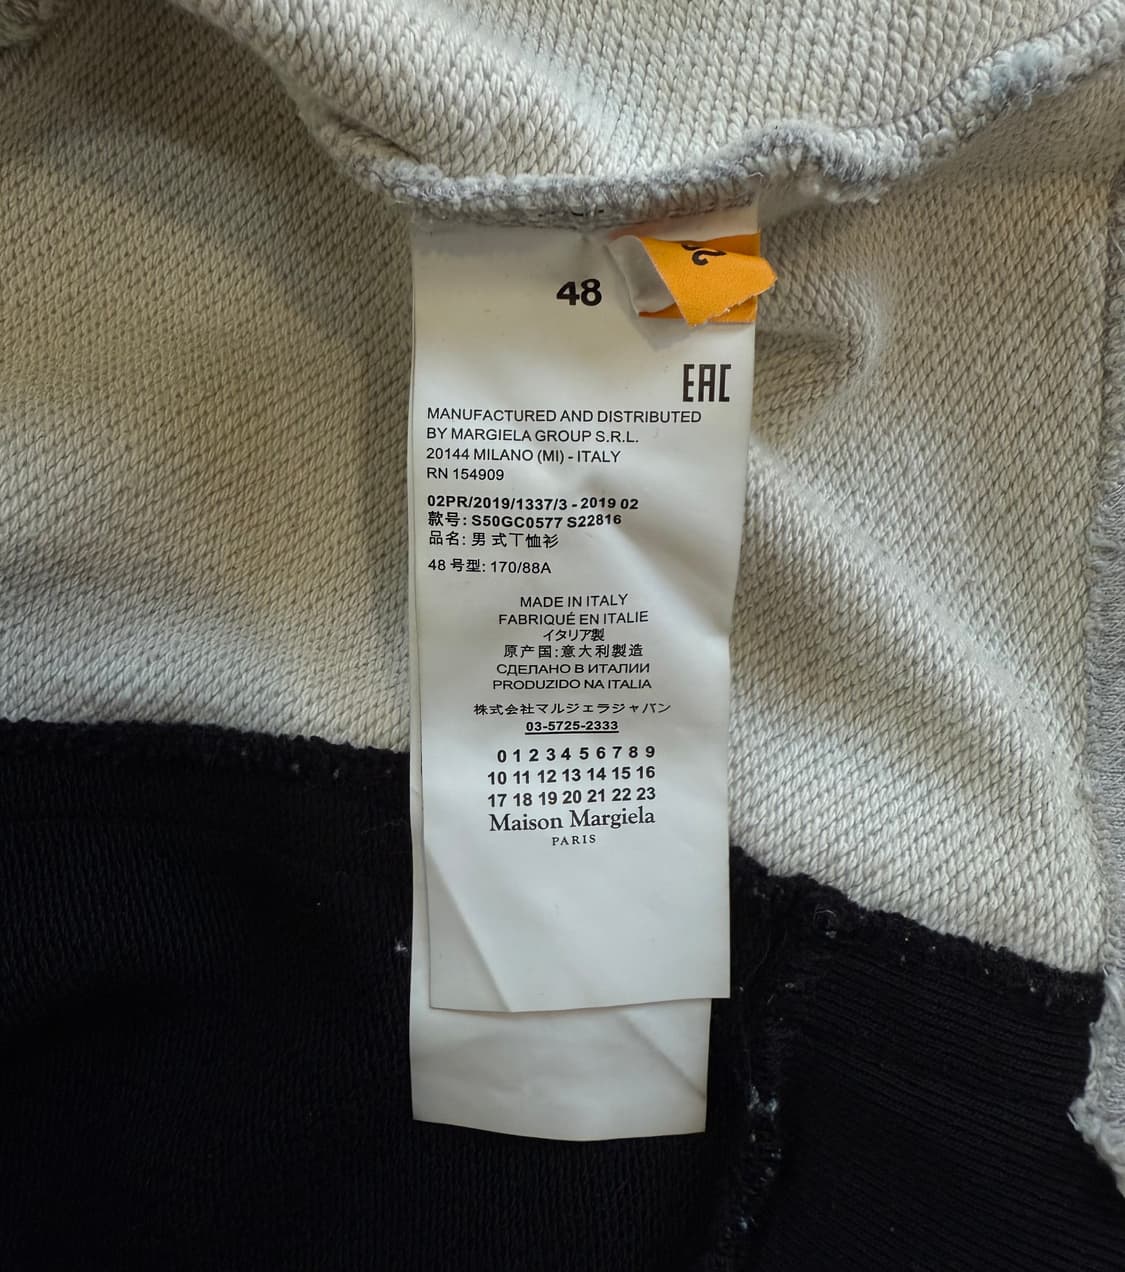 48
EAC
MANUFACTURED AND DISTRIBUTED
BY MARGIELA GROUP S.R.L.
20144 MILANO (MI) - ITALY
RN 154909
02PR/2019/1337/3 - 2019 02
款号: S50GC0577 S22816
品名: 男 式丅恤衫
48 号型: 170/88A
MADE IN ITALY
FABRIQUÉ EN ITALIE
イタリア製
原产国:意大利製造
СДЕЛАНО В ИТАЛИИ
PRODUZIDO NA ITALIA
株式会社マルジェラジャパン
03-5725-2333
0 1 2 3 4 5 6 7 8 9
10 11 12 13 14 15 16
17 18 19 20 21 22 23
Maison Margiela
PARIS